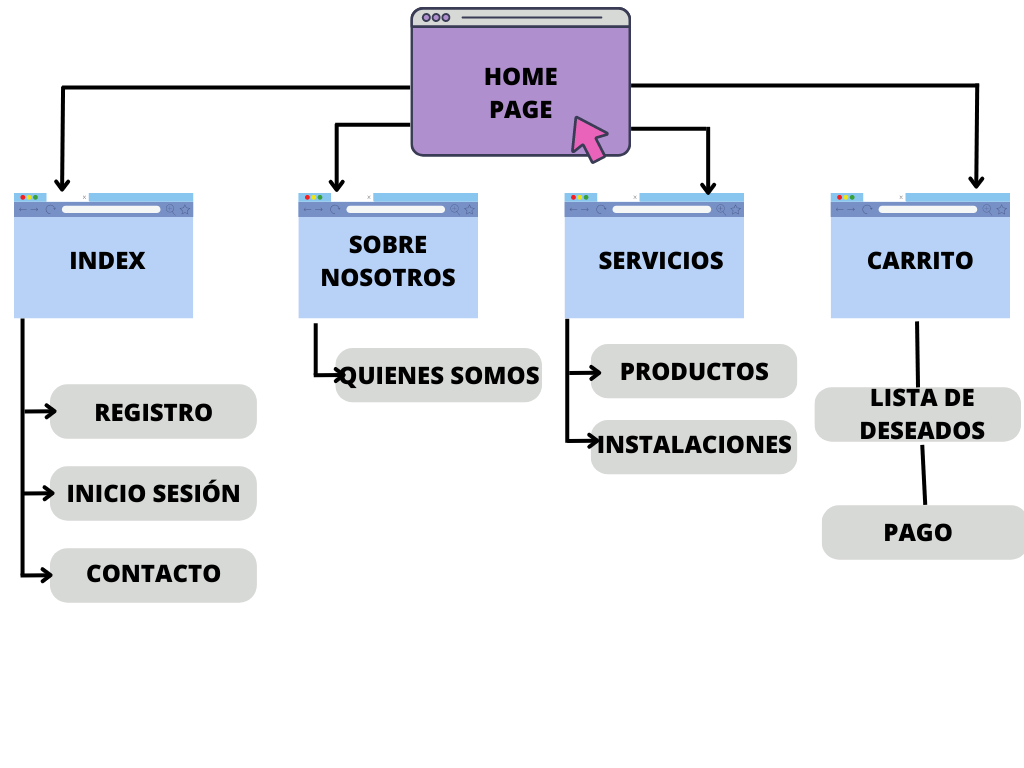 HOME
PAGE
INDEX
SOBRE
NOSOTROS
SERVICIOS
CARRITO
REGISTRO
INICIO SESIÓN
CONTACTO
QUIENES SOMOS
PRODUCTOS
INSTALACIONES
LISTA DE
DESEADOS
PAGO